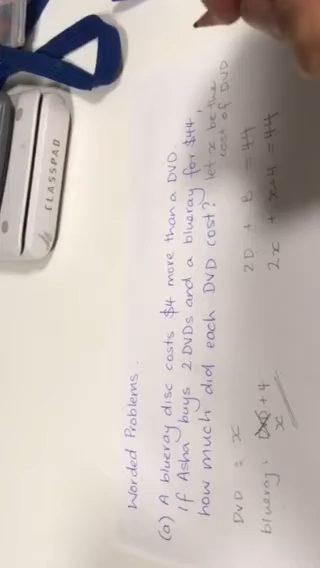 CLASSPAD
Worded Problems.
(a) A blueray disc costs $4 more than a DVD.
If Asha buys 2 DVDs and a blueray for $44,
how much did each DVD cost? let x be the
cost of DVD
DVD = x
blueray = x + 4
2D + B = 44
2x + x+4 = 44